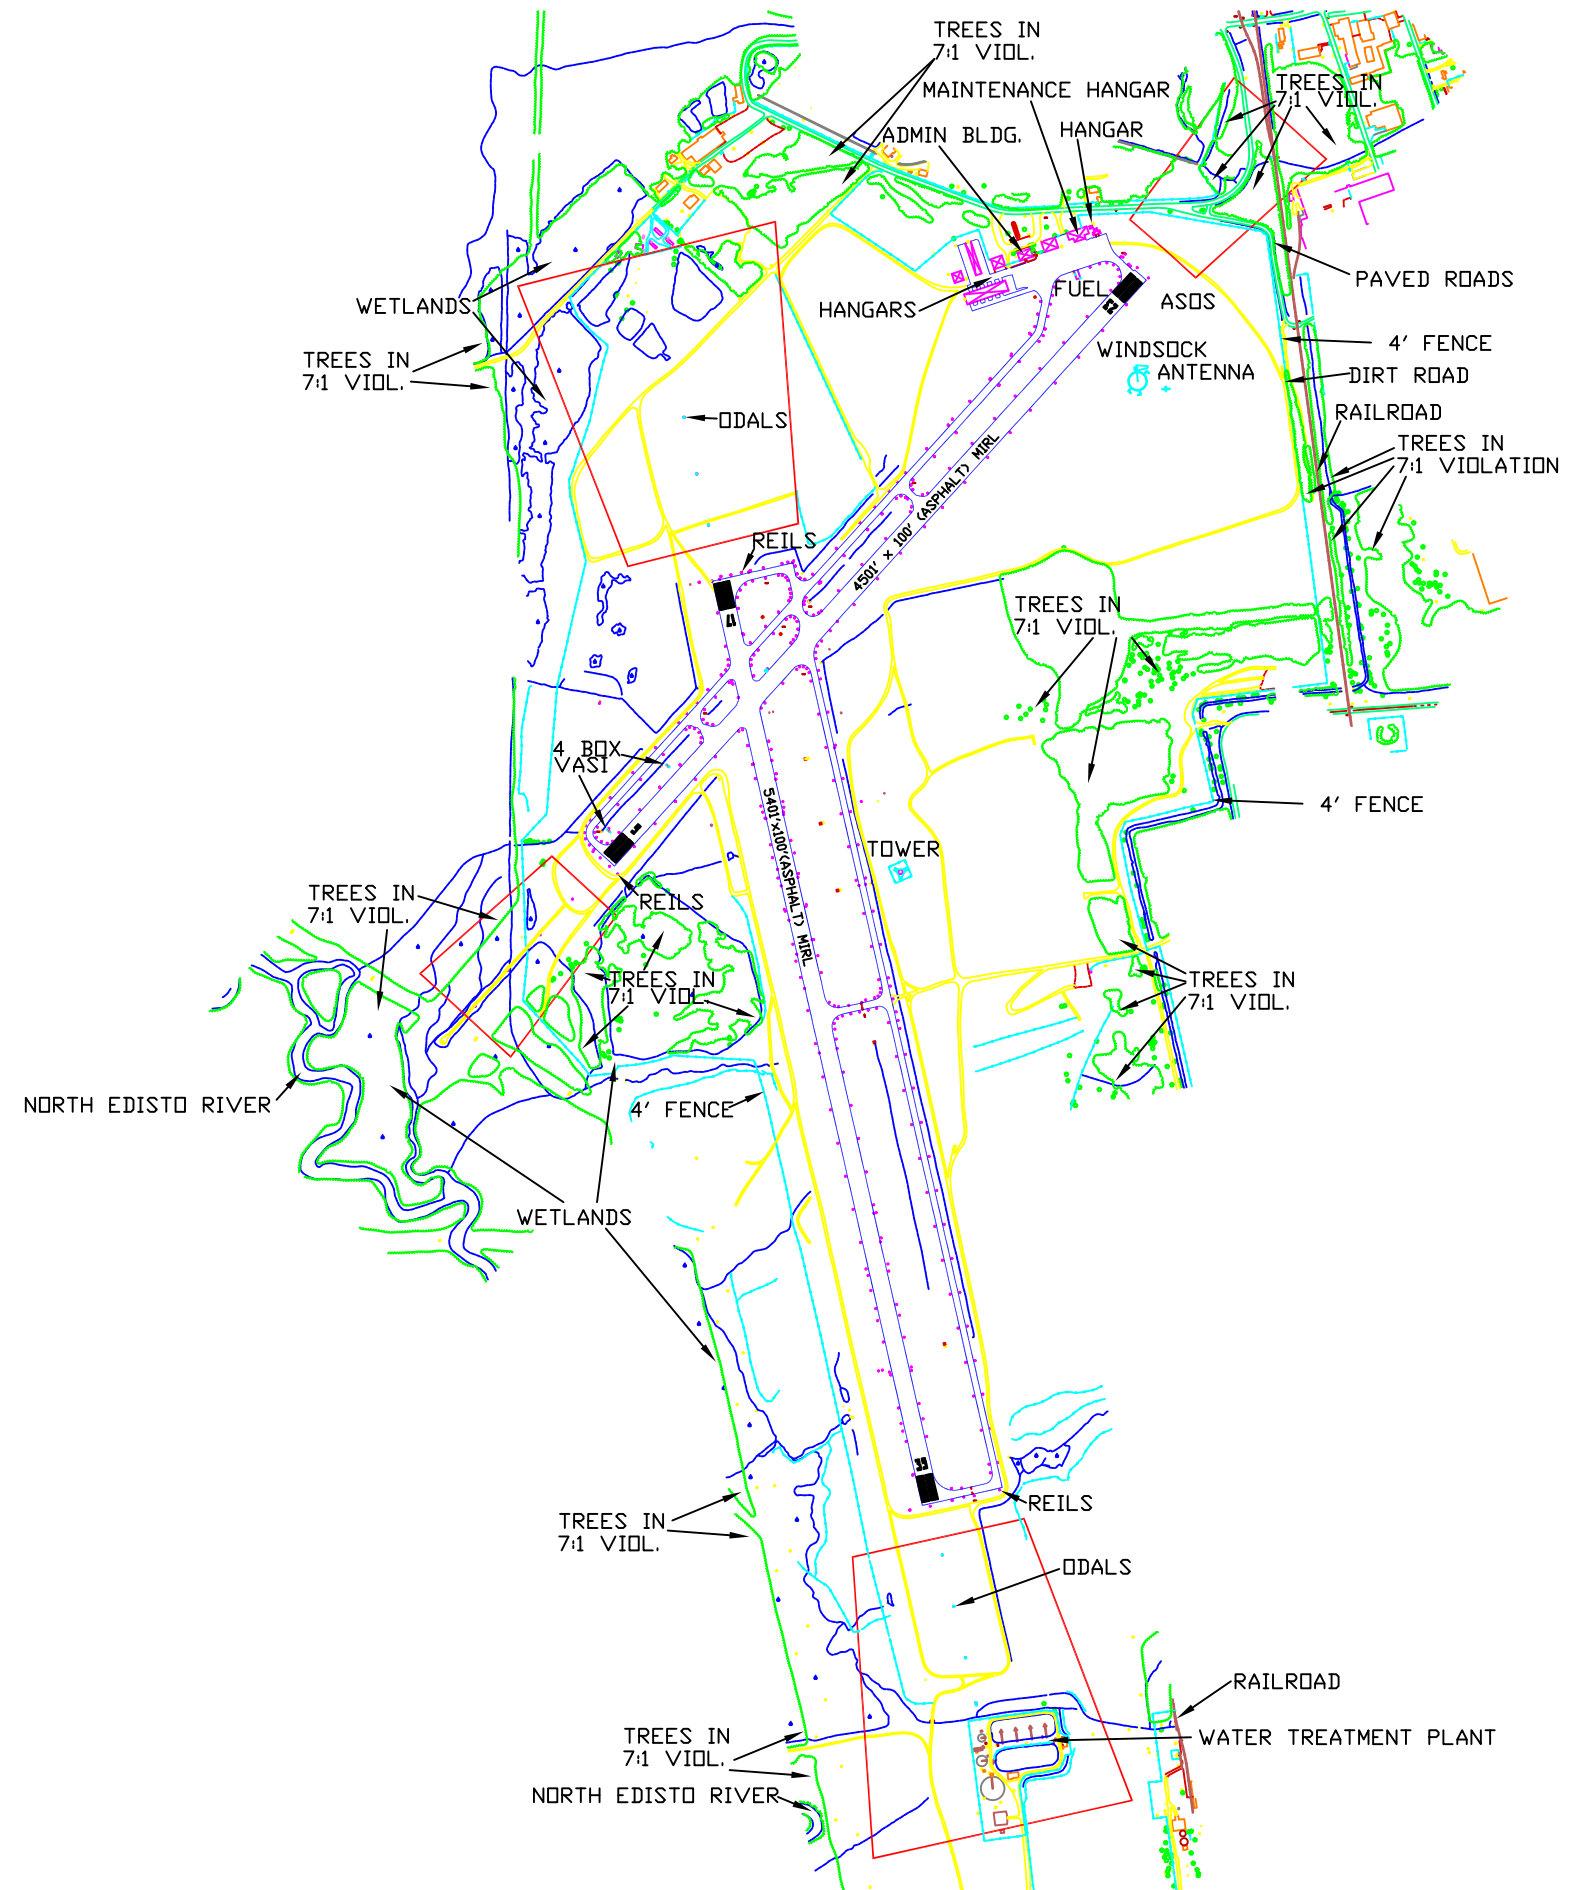 TREES IN
7:1 VIOL.
MAINTENANCE HANGAR
TREES IN
7:1 VIOL.
ADMIN BLDG.
HANGAR
WETLANDS
HANGARS
FUEL
ASOS
PAVED ROADS
TREES IN
7:1 VIOL.
WINDSOCK
ANTENNA
4' FENCE
DIRT ROAD
RAILROAD
ODALS
TREES IN
7:1 VIOLATION
4501' x 100' (ASPHALT) MIRL
REILS
17
TREES IN
7:1 VIOL.
4 BOX
VASI
5401'x100'(ASPHALT) MIRL
4' FENCE
TOWER
TREES IN
7:1 VIOL.
REILS
TREES IN
7:1 VIOL.
TREES IN
7:1 VIOL.
NORTH EDISTO RIVER
4' FENCE
WETLANDS
35
REILS
TREES IN
7:1 VIOL.
ODALS
RAILROAD
TREES IN
7:1 VIOL.
WATER TREATMENT PLANT
NORTH EDISTO RIVER